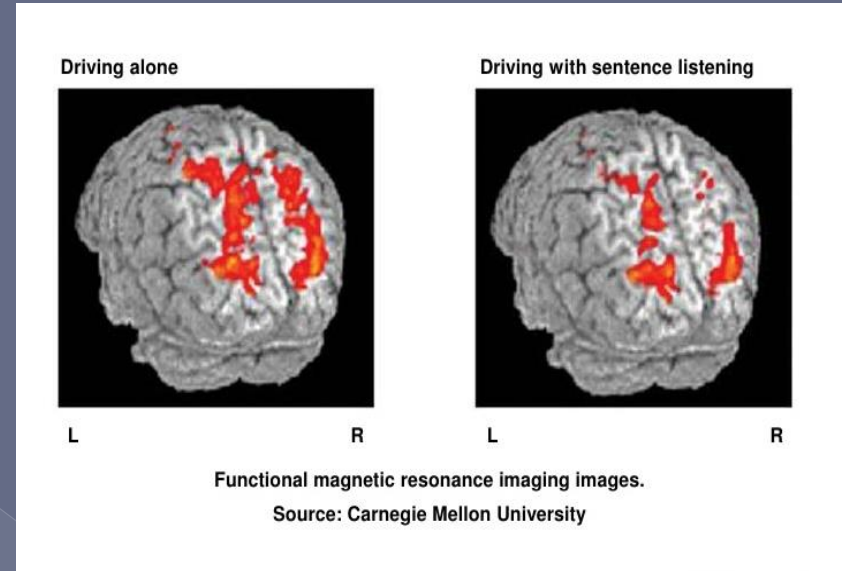 Driving alone
Driving with sentence listening
L
R
L
R
Functional magnetic resonance imaging images.
Source: Carnegie Mellon University